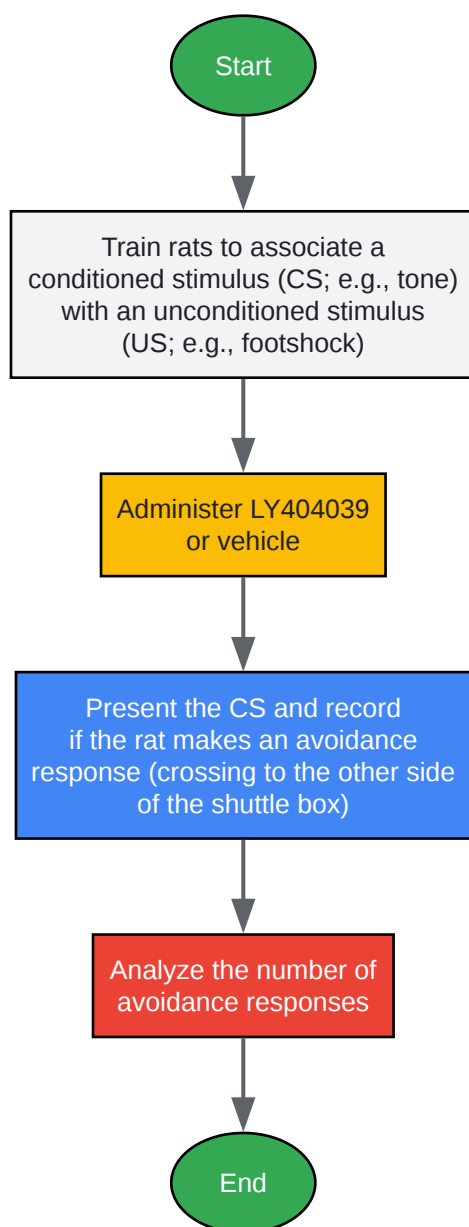 Start
Train rats to associate a
conditioned stimulus (CS; e.g., tone)
with an unconditioned stimulus
(US; e.g., footshock)
Administer LY404039
or vehicle
Present the CS and record
if the rat makes an avoidance
response (crossing to the other side
of the shuttle box)
Analyze the number of
avoidance responses
End